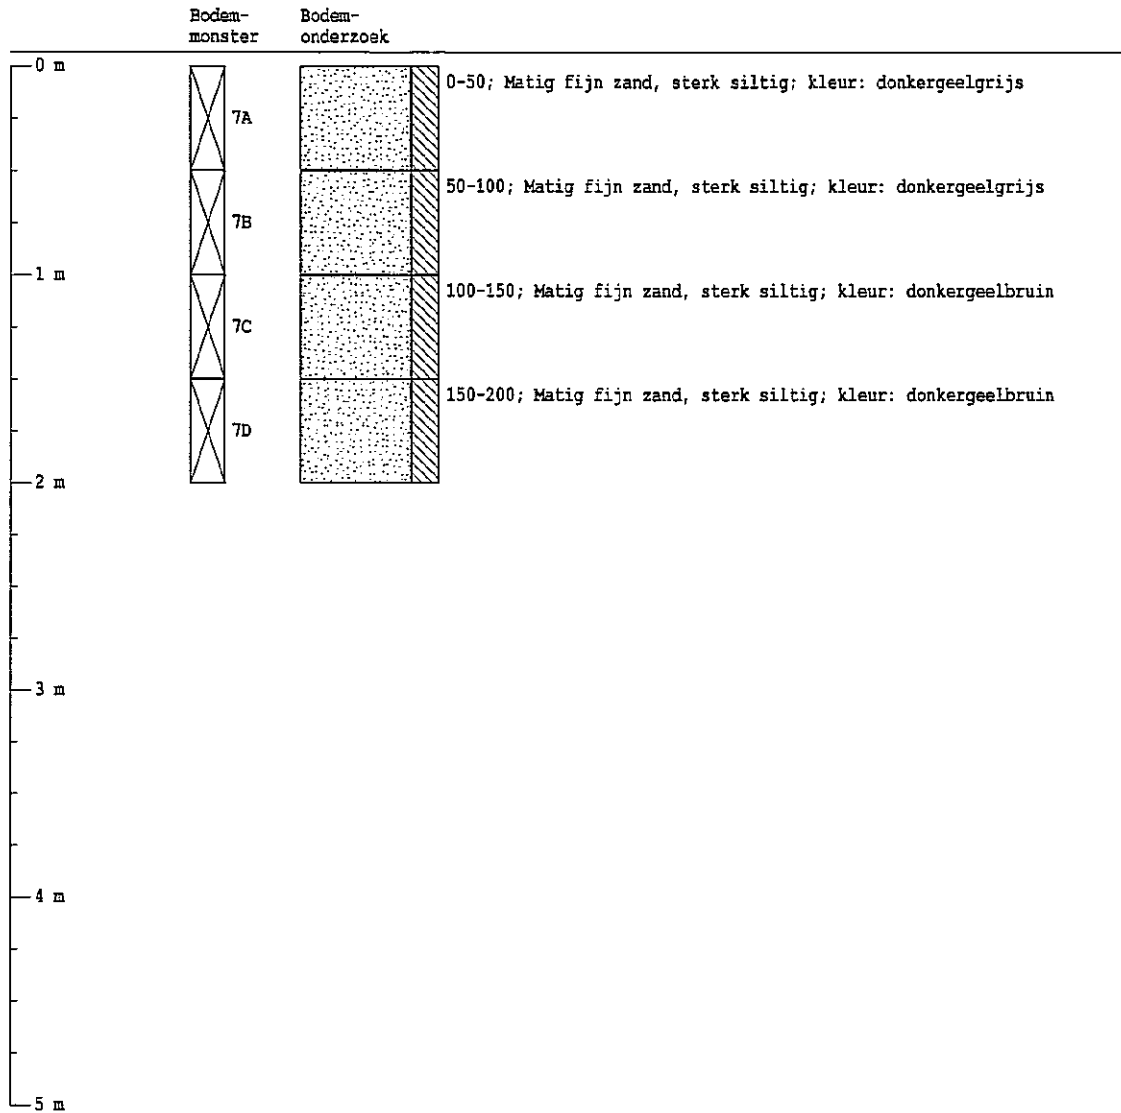 Bodem- Bodem-
monster onderzoek
0 m
0-50; Matig fijn zand, sterk siltig; kleur: donkergeelgrijs
7A
50-100; Matig fijn zand, sterk siltig; kleur: donkergeelgrijs
7B
1 m
100-150; Matig fijn zand, sterk siltig; kleur: donkergeelbruin
7C
150-200; Matig fijn zand, sterk siltig; kleur: donkergeelbruin
7D
2 m
3 m
4 m
5 m